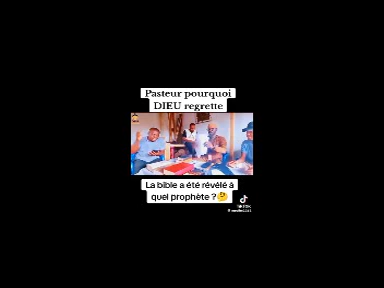 Pasteur pourquoi
DIEU regrette
La bible a été révélé à
quel prophète ? 🤔